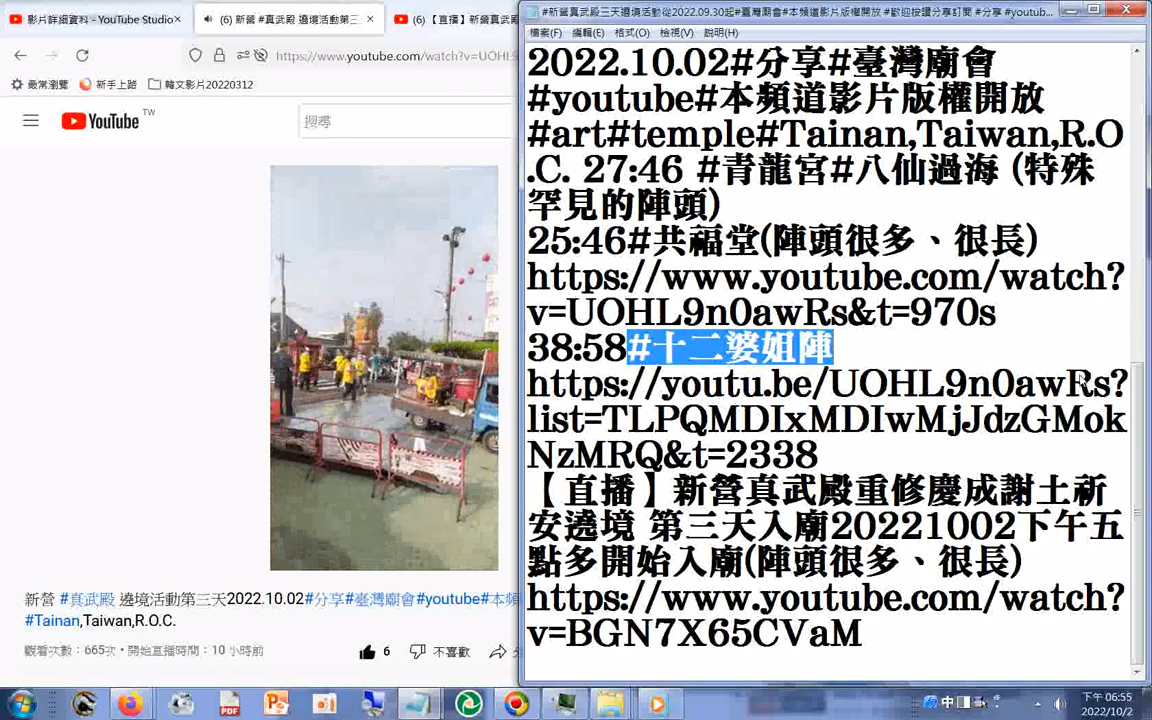 影片詳細資料 - YouTube Studio
(6) 新營 #真武殿 遶境活動第三
(6) 【直播】新營真武
https://www.youtube.com/watch?v=UOHL9
最常瀏覽
新手上路
韓文影片20220312
YouTube TW
搜尋
新營 #真武殿 遶境活動第三天2022.10.02#分享#臺灣廟會#youtube#本頻
#Tainan,Taiwan,R.O.C.
觀看次數：665次 • 開始直播時間：10 小時前
6
不喜歡
#新營真武殿三天遶境活動從2022.09.30起#臺灣廟會#本頻道影片版權開放 #歡迎按讚分享訂閱 #分享 #youtub...
檔案(F) 編輯(E) 格式(O) 檢視(V) 說明(H)
2022.10.02#分享#臺灣廟會
#youtube#本頻道影片版權開放
#art#temple#Tainan,Taiwan,R.O
.C. 27:46 #青龍宮#八仙過海 (特殊
罕見的陣頭)
25:46#共福堂(陣頭很多、很長)
https://www.youtube.com/watch?
v=UOHL9n0awRs&t=970s
38:58#十二婆姐陣
https://youtu.be/UOHL9n0awRs?
list=TLPQMDIxMDIwMjJdzGMok
NzMRQ&t=2338
【直播】新營真武殿重修慶成謝土祈
安遶境 第三天入廟20221002下午五
點多開始入廟(陣頭很多、很長)
https://www.youtube.com/watch?
v=BGN7X65CVaM
中
下午 06:55
2022/10/2